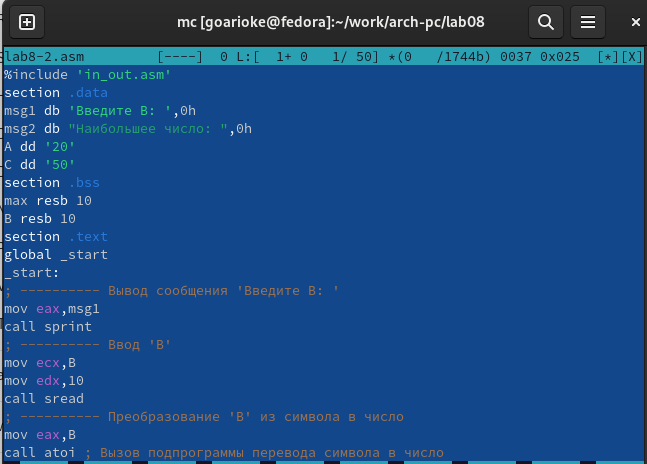 mc [goarioke@fedora]:~/work/arch-pc/lab08
lab8-2.asm [----] 0 L:[ 1+ 0 1/ 50] *(0 /1744b) 0037 0x025 [*][X]
%include 'in_out.asm'
section .data
msg1 db 'Введите B: ',0h
msg2 db "Наибольшее число: ",0h
A dd '20'
C dd '50'
section .bss
max resb 10
B resb 10
section .text
global _start
_start:
; ---------- Вывод сообщения 'Введите B: '
mov eax,msg1
call sprint
; ---------- Ввод 'B'
mov ecx,B
mov edx,10
call sread
; ---------- Преобразование 'B' из символа в число
mov eax,B
call atoi ; Вызов подпрограммы перевода символа в число